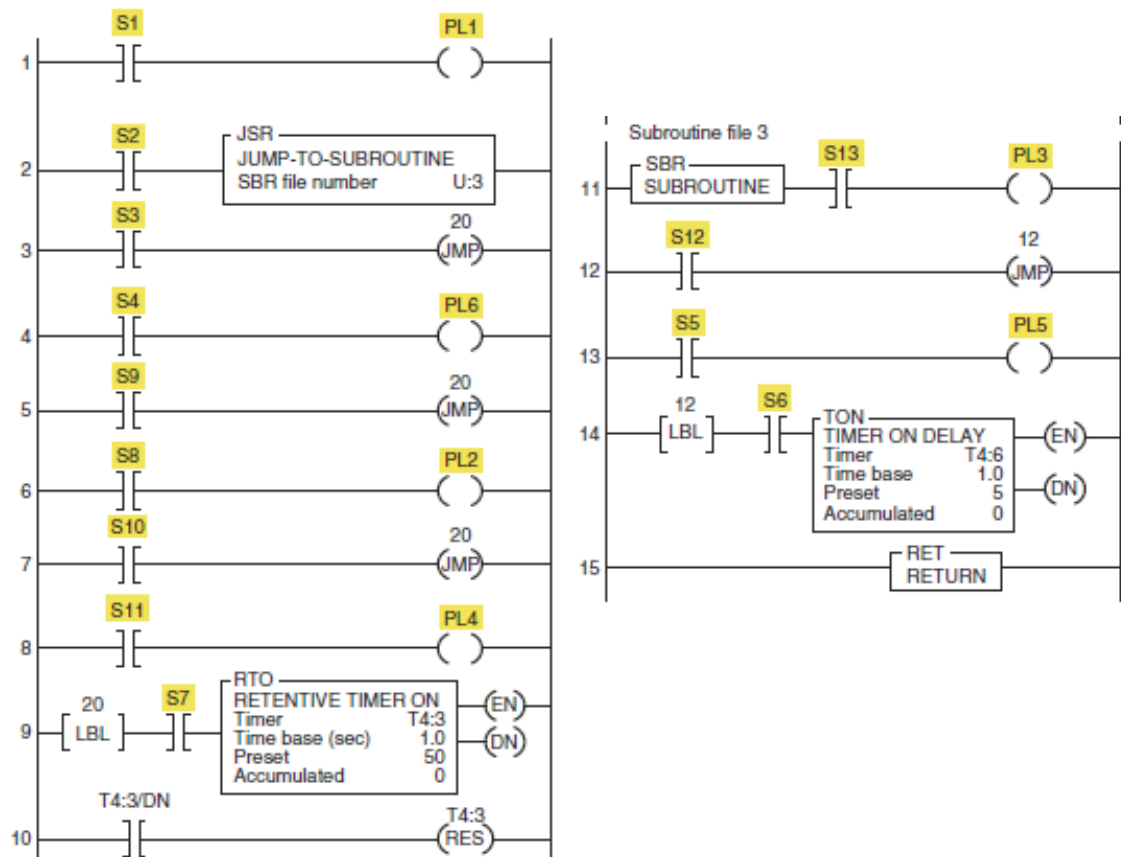 S1 PL1
1
S2
JSR
JUMP-TO-SUBROUTINE
2
SBR file number U:3
S3 20
3 JMP
S4 PL6
4
S9 20
5 JMP
S8 PL2
6
S10 20
7 JMP
S11 PL4
8
RTO
20 S7 RETENTIVE TIMER ON EN
Timer T4:3
9 LBL Time base (sec) 1.0 DN
Preset 50
Accumulated 0
T4:3/DN T4:3
10 RES
Subroutine file 3
S13 PL3
SBR
11 SUBROUTINE
S12 12
12 JMP
S5 PL5
13
12 S6 TON
14 LBL TIMER ON DELAY EN
Timer T4:6
Time base 1.0
Preset 5 DN
Accumulated 0
RET
15 RETURN